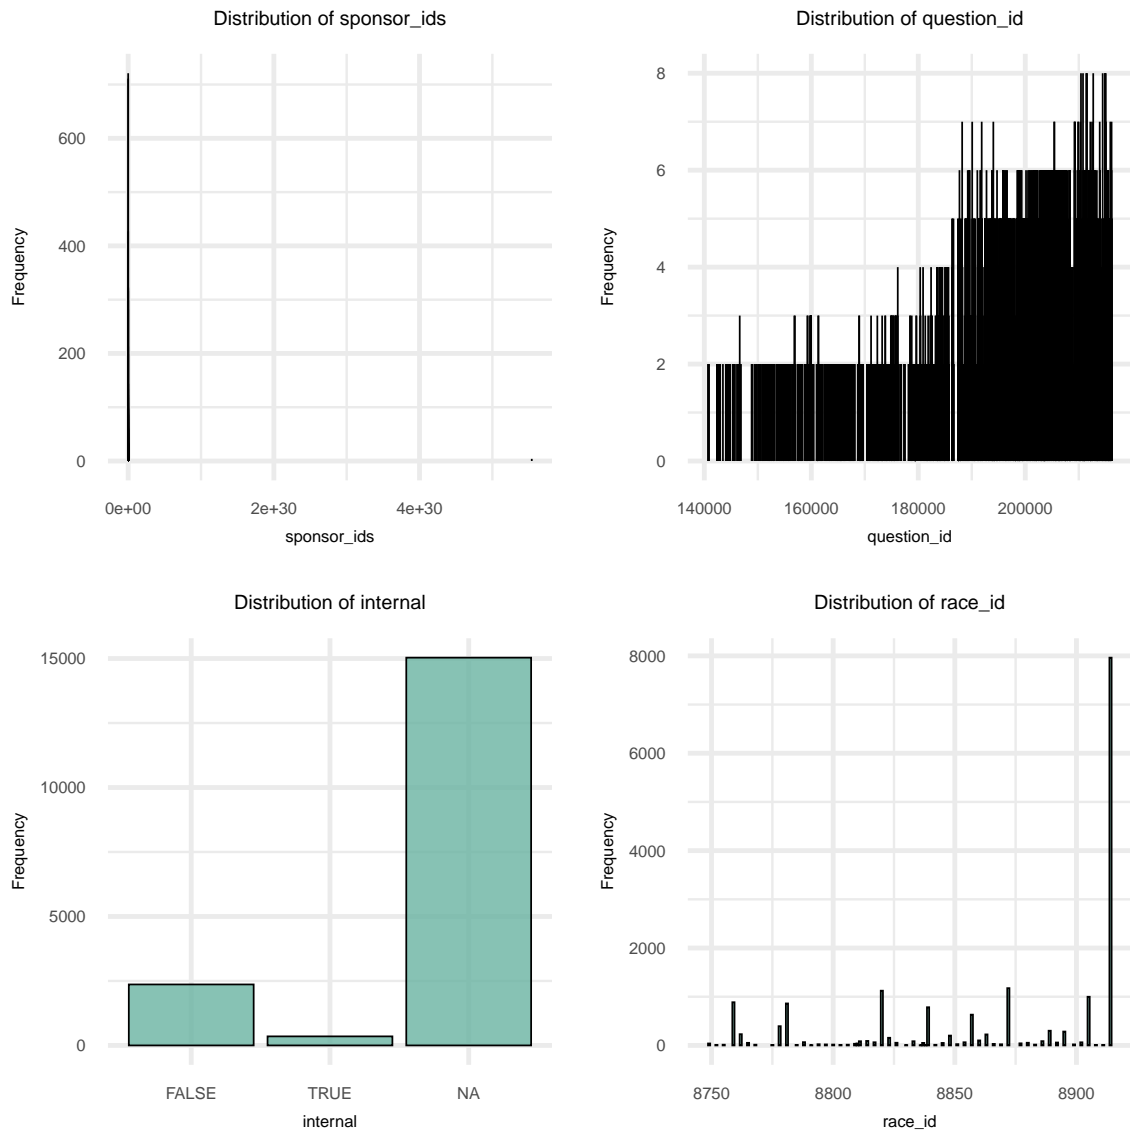 Distribution of sponsor_ids
600
400
200
0
Frequency
0e+00 2e+30 4e+30
sponsor_ids
Distribution of question_id
8
6
4
2
0
Frequency
140000 160000 180000 200000
question_id
Distribution of internal
15000
10000
5000
0
Frequency
FALSE TRUE NA
internal
Distribution of race_id
8000
6000
4000
2000
0
Frequency
8750 8800 8850 8900
race_id